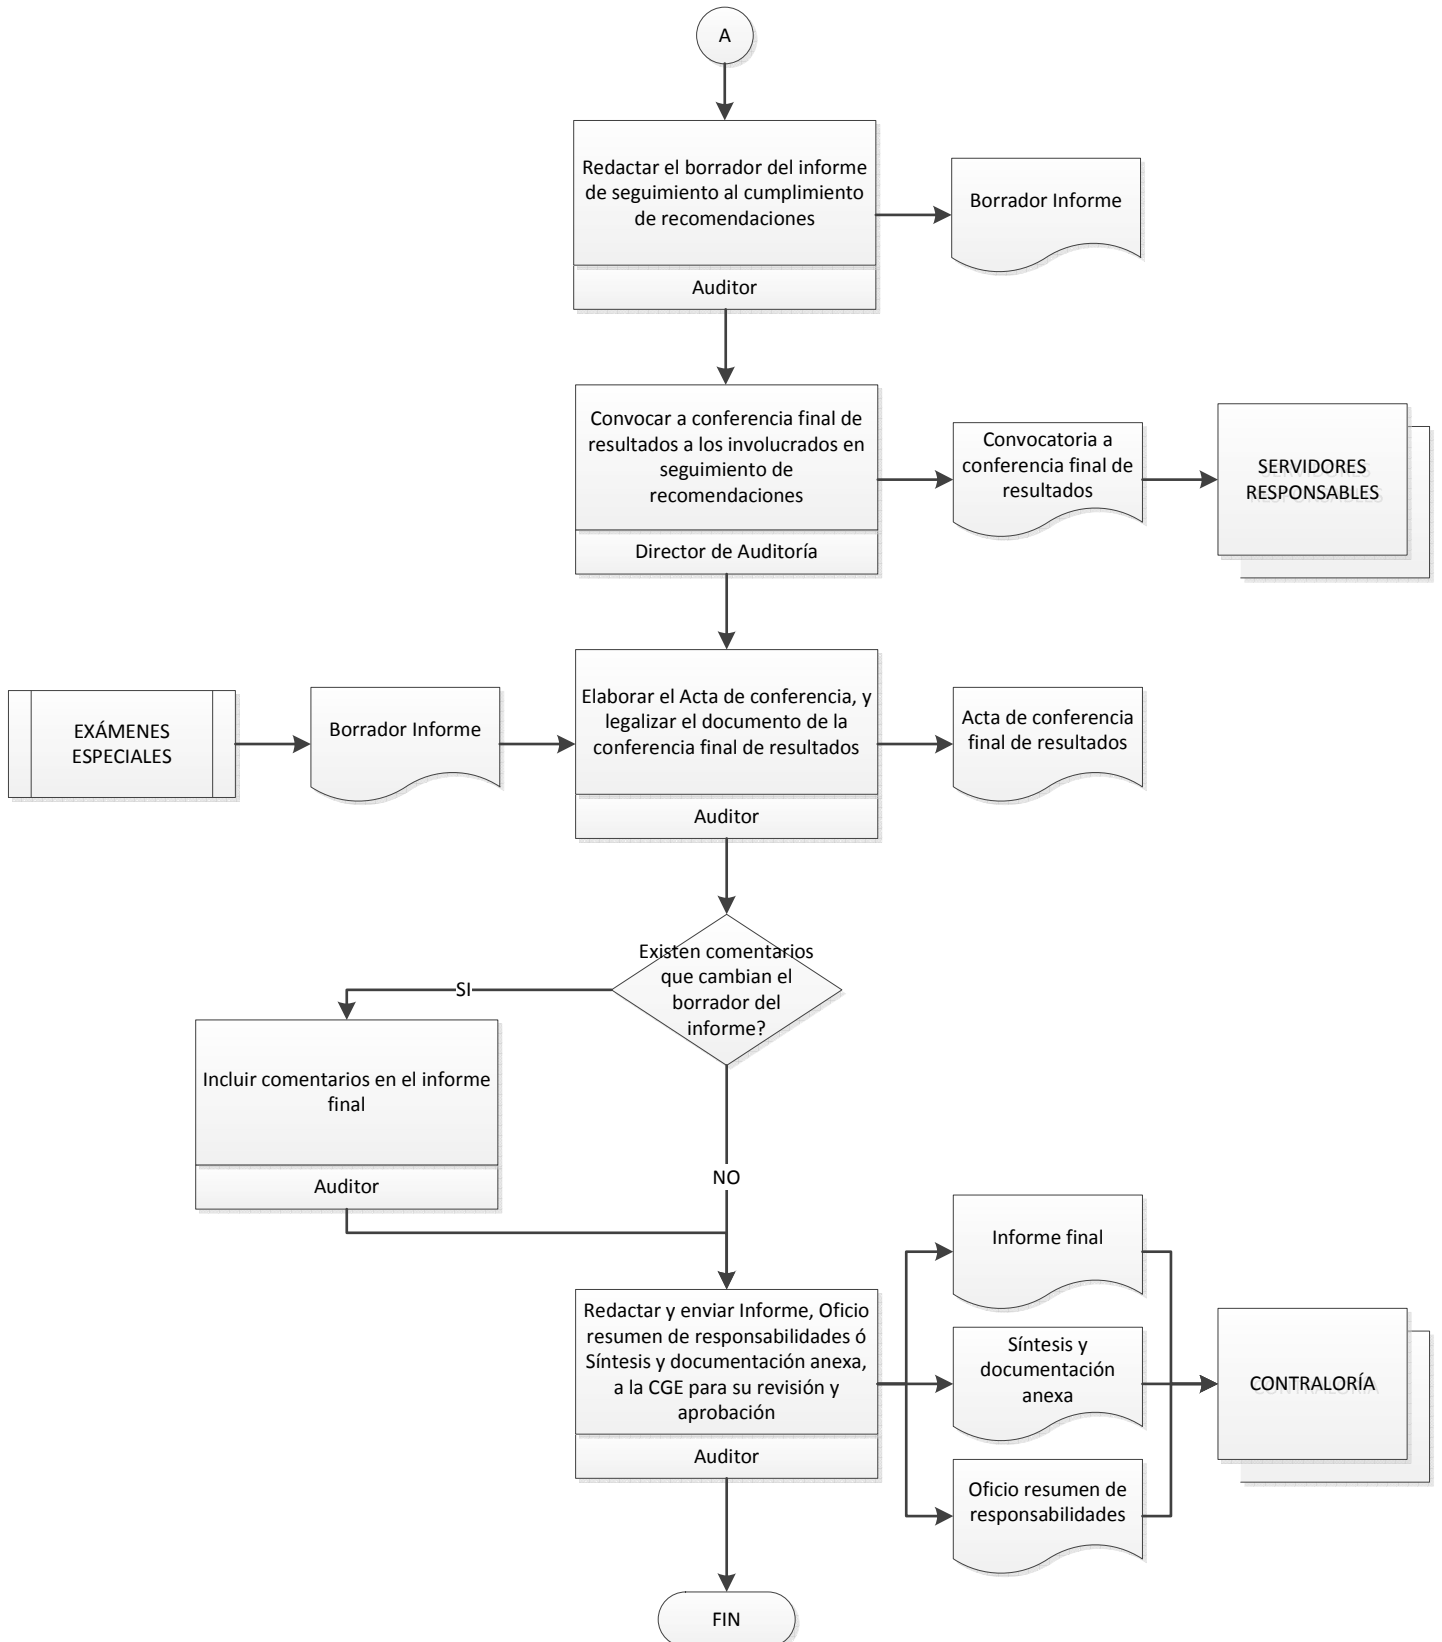 A
Redactar el borrador del informe
de seguimiento al cumplimiento
de recomendaciones
Auditor
Borrador Informe
Convocar a conferencia final de
resultados a los involucrados en
seguimiento de
recomendaciones
Director de Auditoría
Convocatoria a
conferencia final de
resultados
SERVIDORES
RESPONSABLES
EXÁMENES
ESPECIALES
Borrador Informe
Elaborar el Acta de conferencia, y
legalizar el documento de la
conferencia final de resultados
Auditor
Acta de conferencia
final de resultados
Existen comentarios
que cambian el
borrador del
informe?
SI
Incluir comentarios en el informe
final
Auditor
NO
Redactar y enviar Informe, Oficio
resumen de responsabilidades ó
Síntesis y documentación anexa,
a la CGE para su revisión y
aprobación
Auditor
Informe final
Síntesis y
documentación
anexa
Oficio resumen de
responsabilidades
CONTRALORÍA
FIN